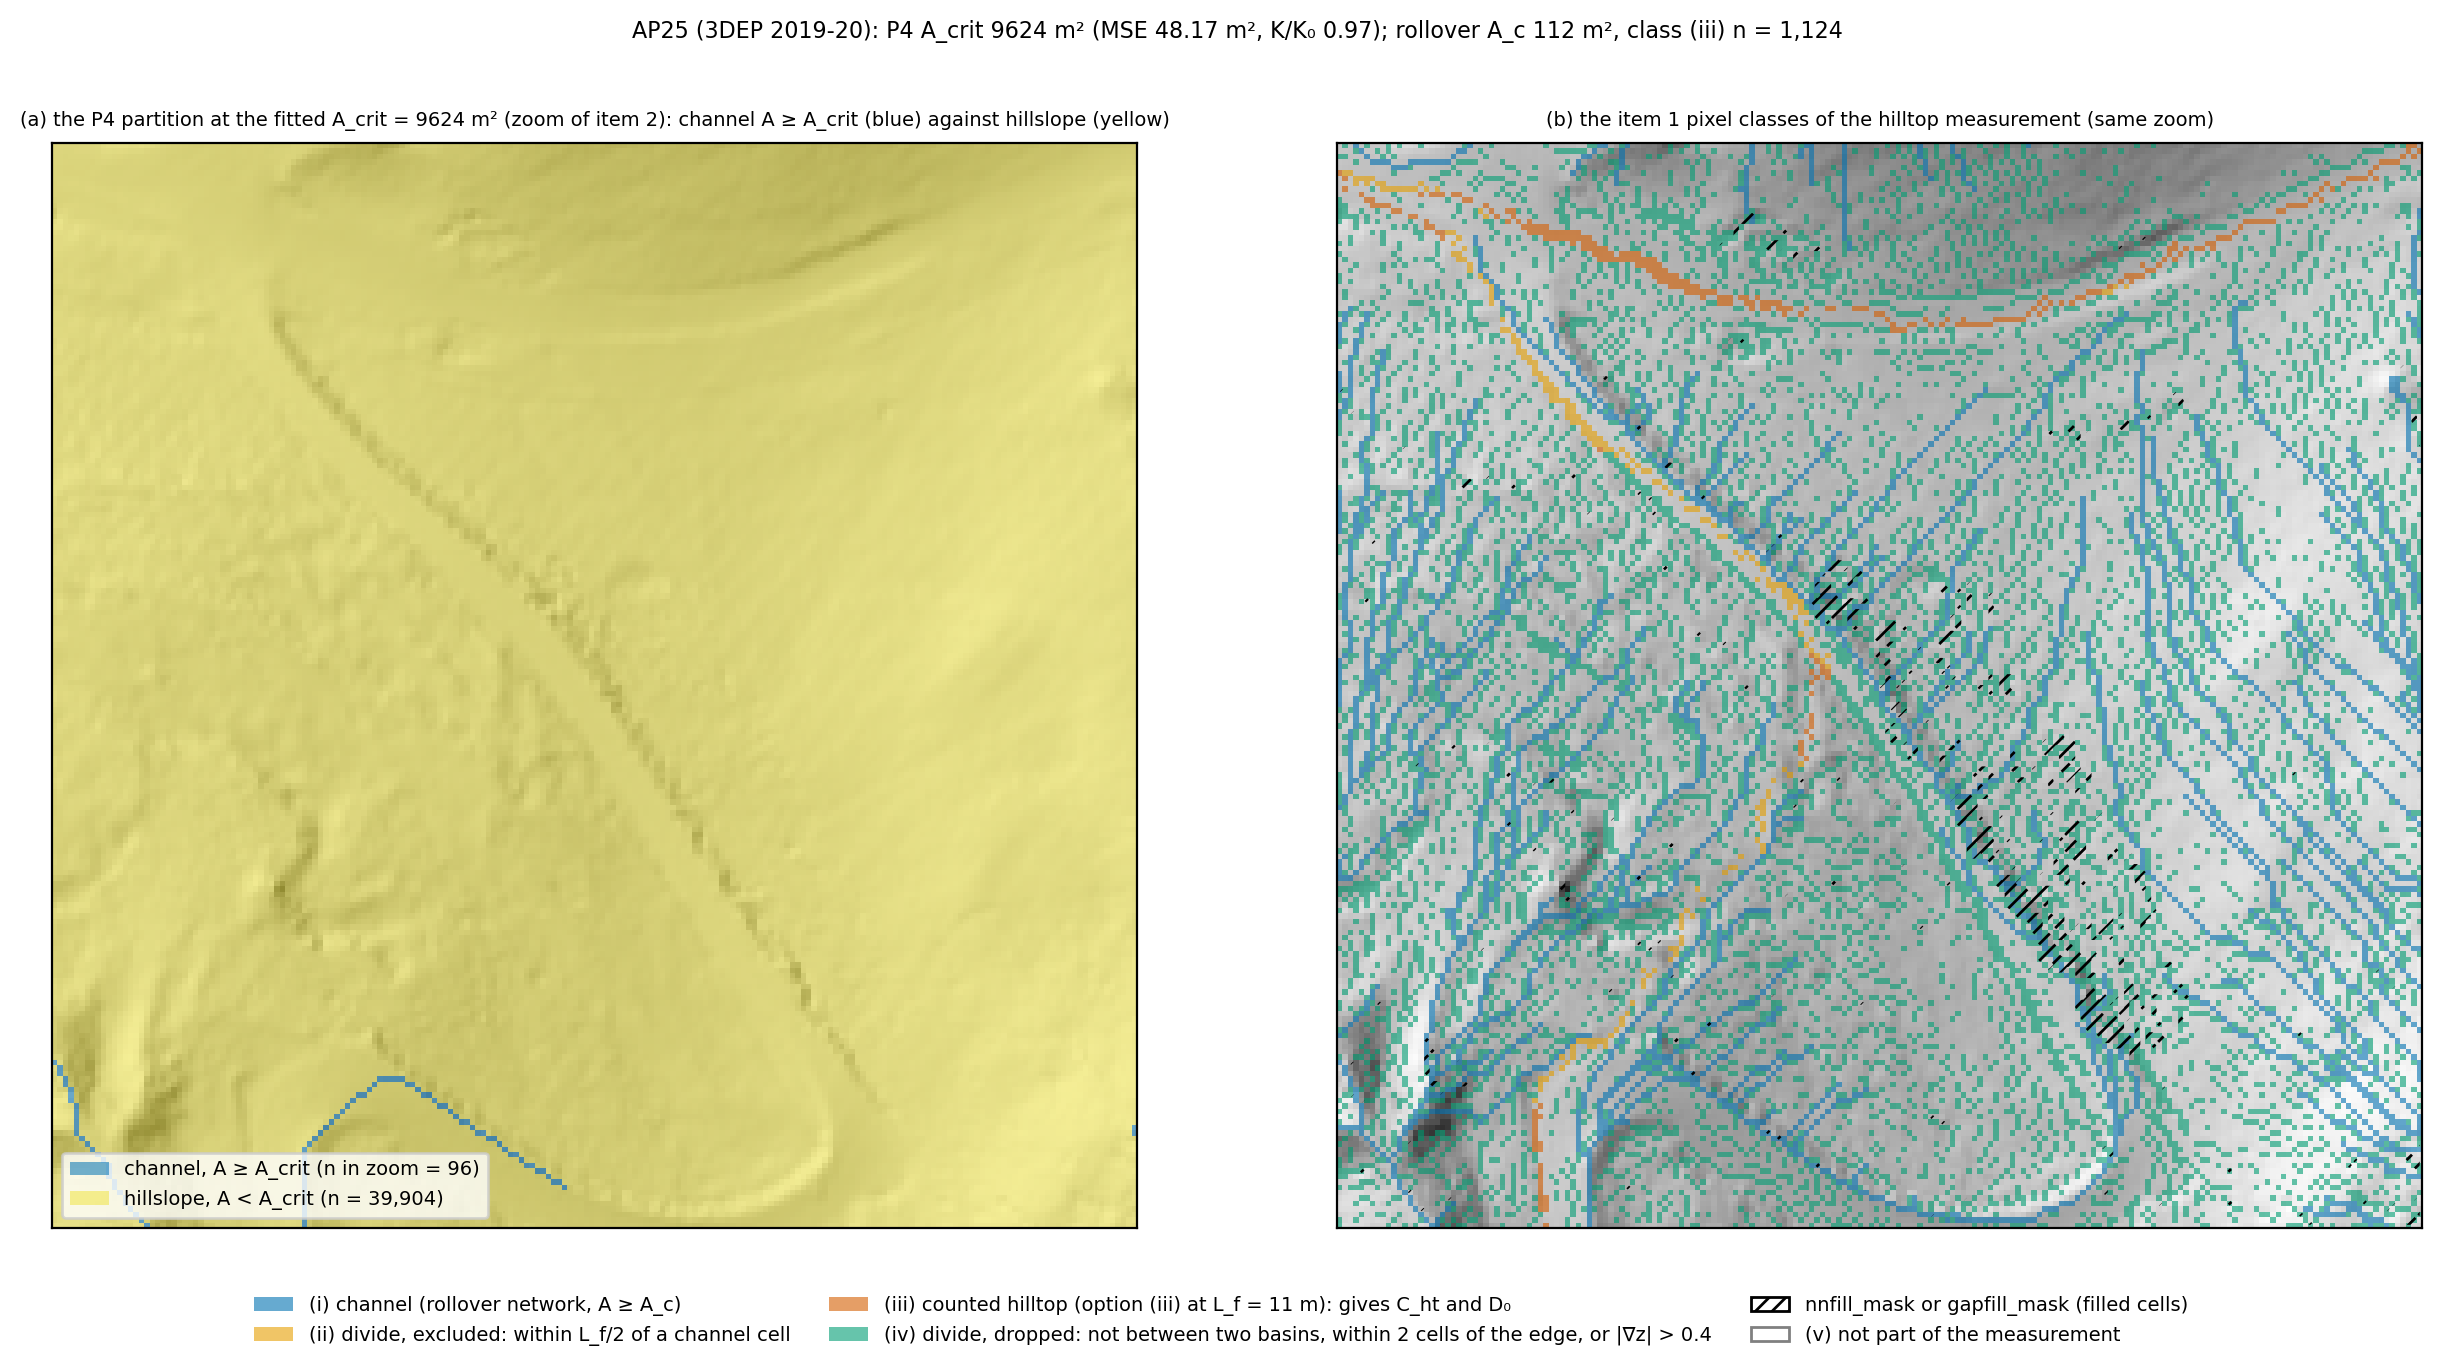 AP25 (3DEP 2019-20): P4 A_crit 9624 m² (MSE 48.17 m², K/K₀ 0.97); rollover A_c 112 m², class (iii) n = 1,124
(a) the P4 partition at the fitted A_crit = 9624 m² (zoom of item 2): channel A ≥ A_crit (blue) against hillslope (yellow)
(b) the item 1 pixel classes of the hilltop measurement (same zoom)
channel, A ≥ A_crit (n in zoom = 96)
hillslope, A < A_crit (n = 39,904)
(i) channel (rollover network, A ≥ A_c)
(ii) divide, excluded: within L_f/2 of a channel cell
(iii) counted hilltop (option (iii) at L_f = 11 m): gives C_ht and D₀
(iv) divide, dropped: not between two basins, within 2 cells of the edge, or |∇z| > 0.4
nnfill_mask or gapfill_mask (filled cells)
(v) not part of the measurement